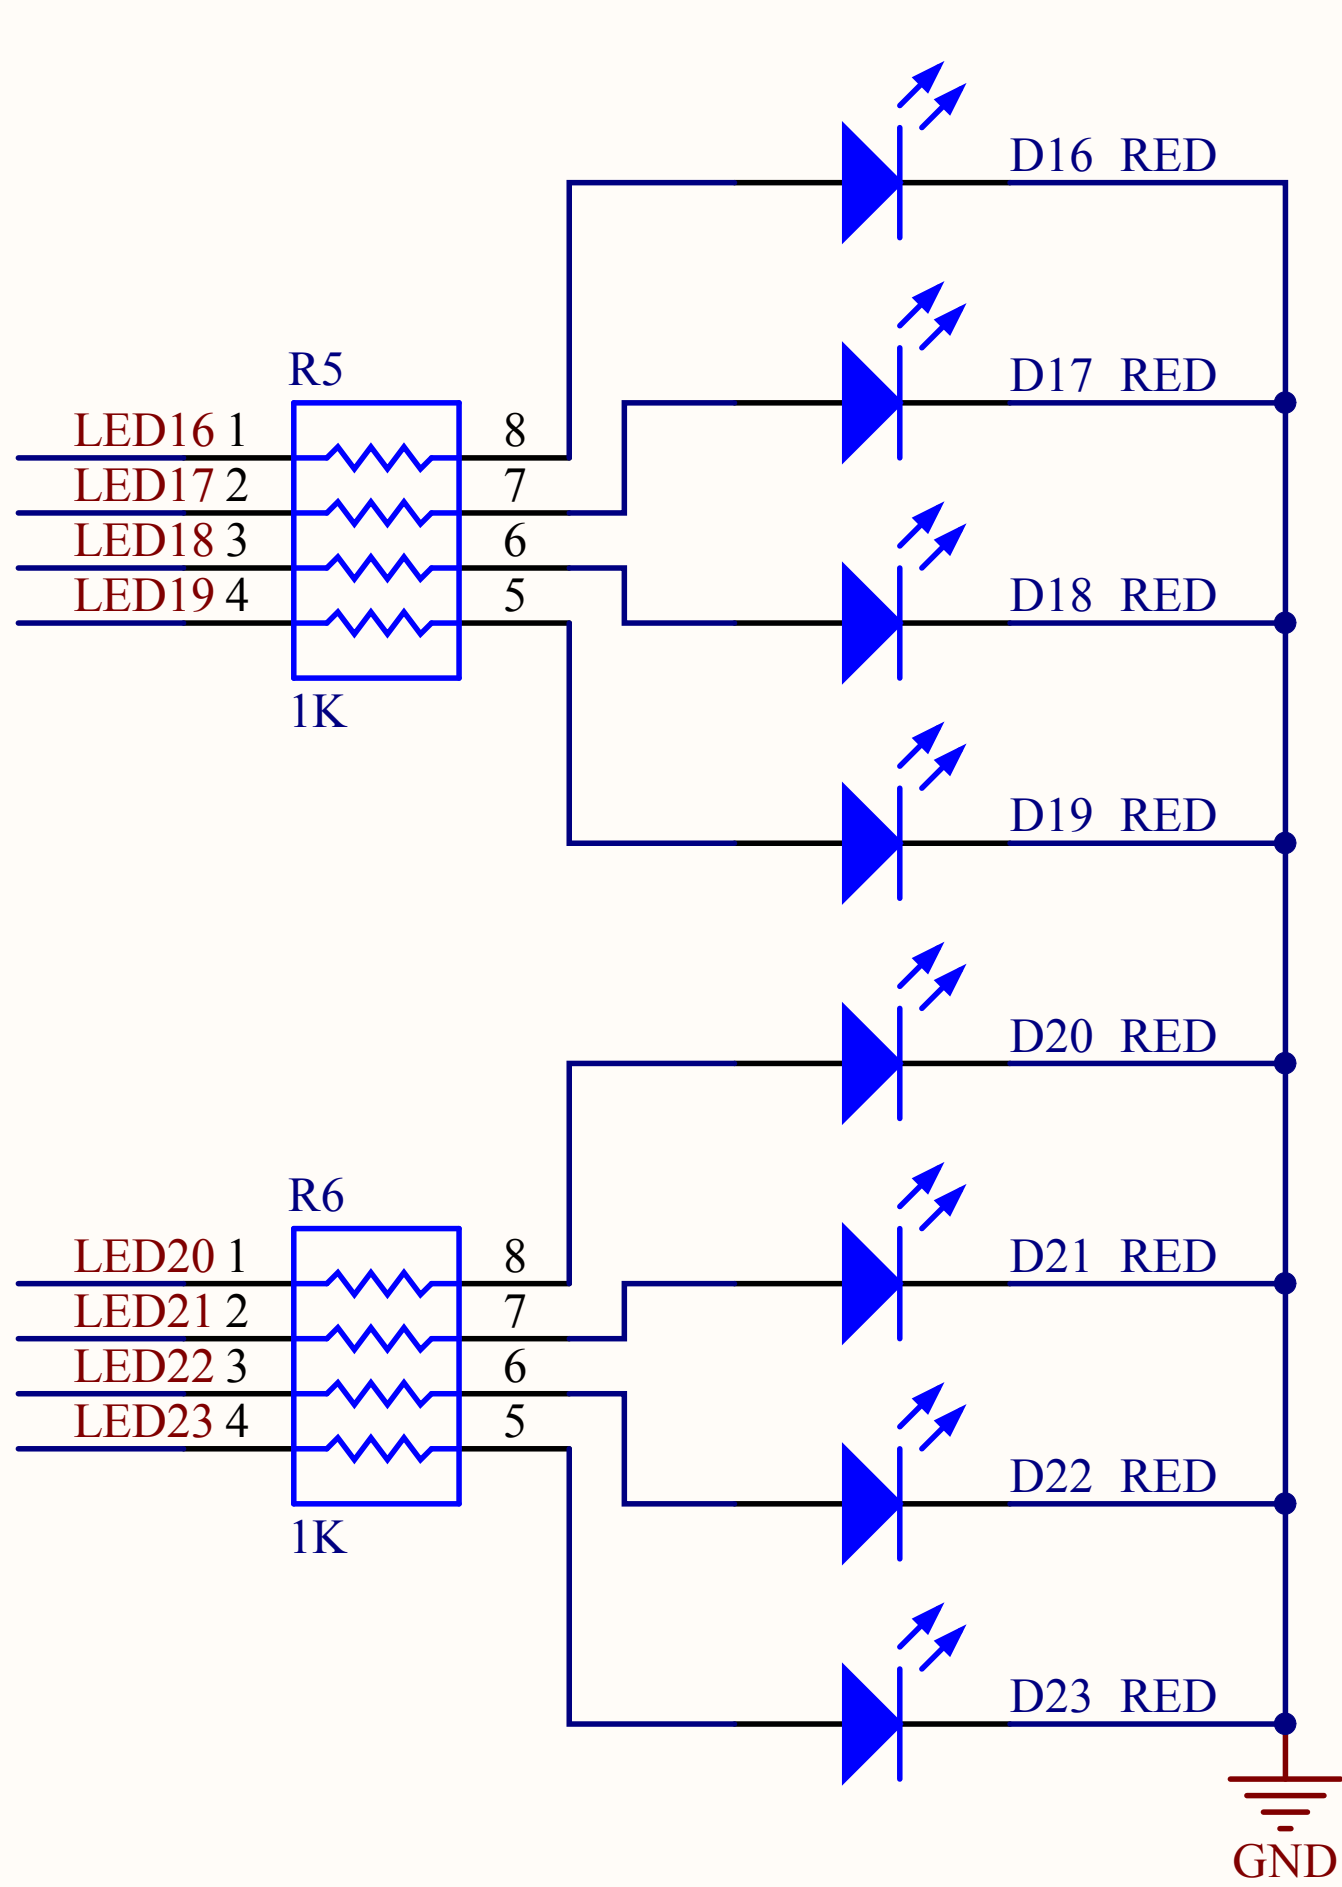 D16 RED
D17 RED
R5
LED16 1 8
LED17 2 7
LED18 3 6
LED19 4 5
D18 RED
1K
D19 RED
D20 RED
R6
LED20 1 8
D21 RED
LED21 2 7
LED22 3 6
LED23 4 5
D22 RED
1K
D23 RED
GND